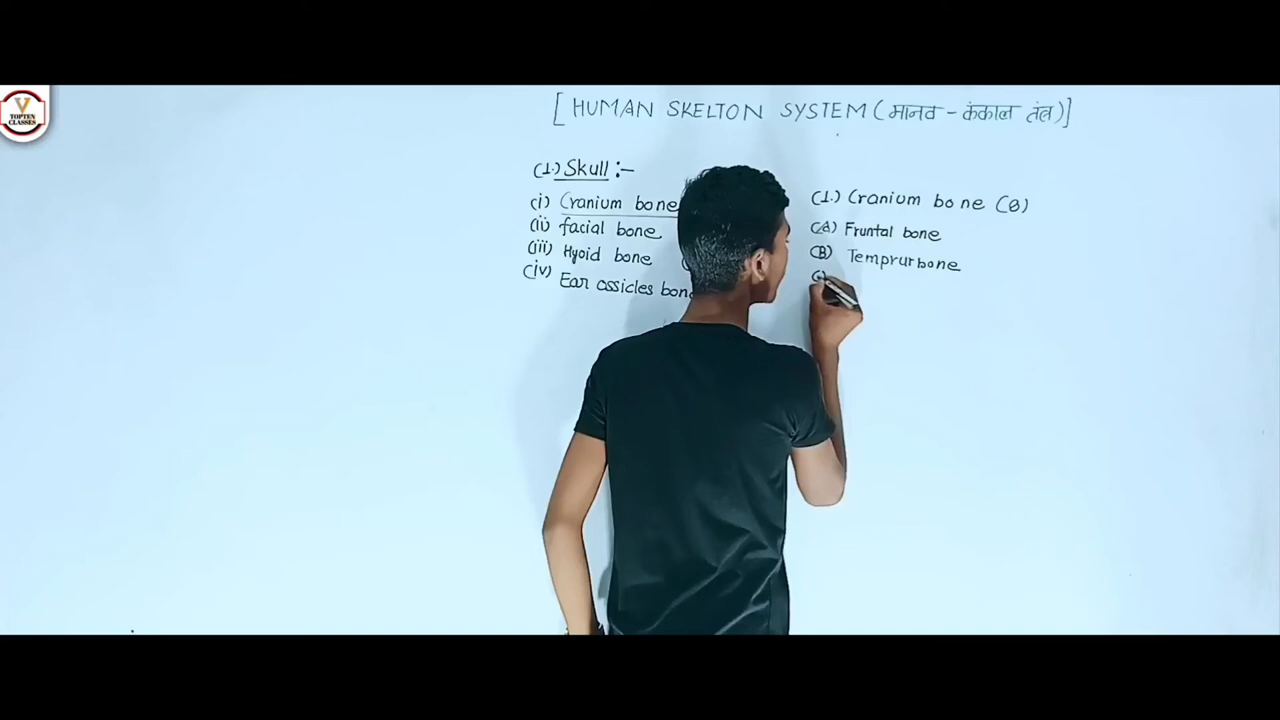 V
TOPTEN
CLASSES
[ HUMAN SKELTON SYSTEM (मानव - कंकाल तंत्र)]
(1.) Skull :-
(i) Cranium bone
(ii) facial bone
(iii) Hyoid bone
(iv) Ear ossicles bone
(1.) Cranium bone (8)
(A) Fruntal bone
(B) Temprurbone